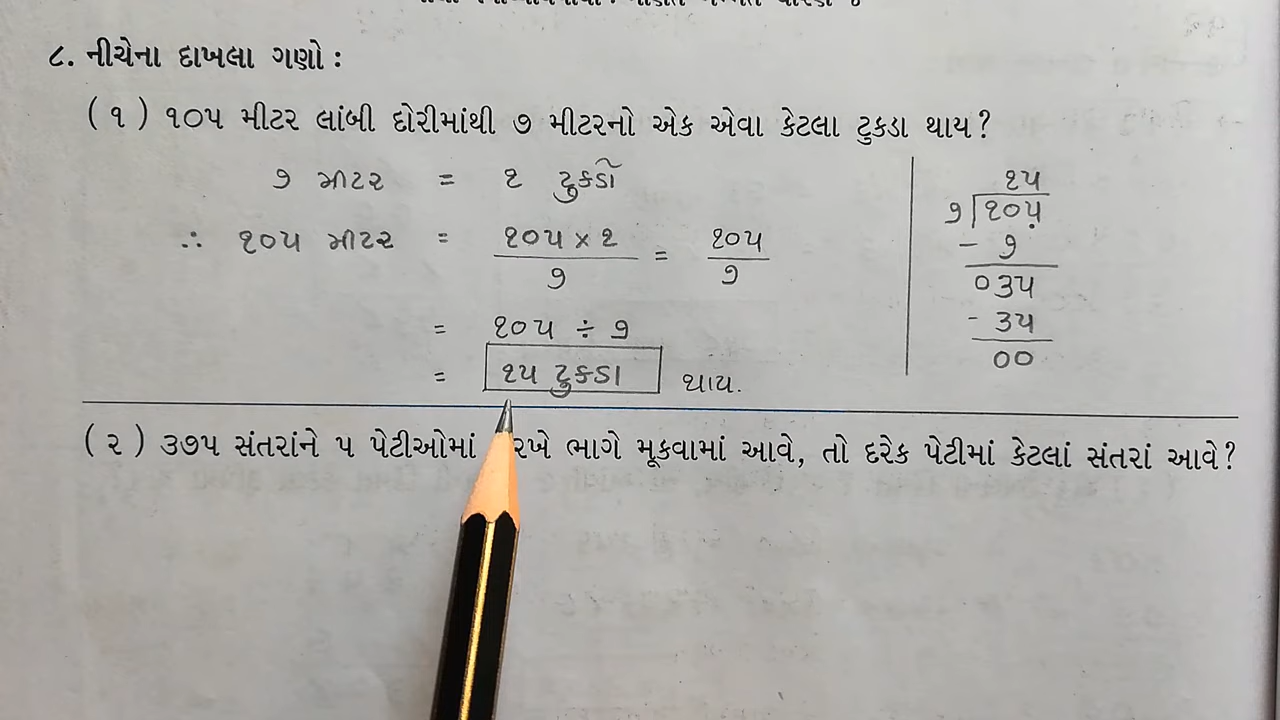 ૮. નીચેના દાખલા ગણો :
( ૧ ) ૧૦૫ મીટર લાંબી દોરીમાંથી ૭ મીટરનો એક એવા કેટલા ટુકડા થાય ?
૭ મીટર = ૧ ટુકડો
∴ ૧૦૫ મીટર = ૧૦૫ × ૧ / ૭ = ૧૦૫ / ૭
= ૧૦૫ ÷ ૭
= ૧૫ ટુકડા થાય.
૧૫
૭ ૧૦૫
- ૭
૦૩૫
- ૩૫
૦૦
( ૨ ) ૩૭૫ સંતરાંને ૫ પેટીઓમાં ભાગે મૂકવામાં આવે, તો દરેક પેટીમાં કેટલાં સંતરાં આવે ?